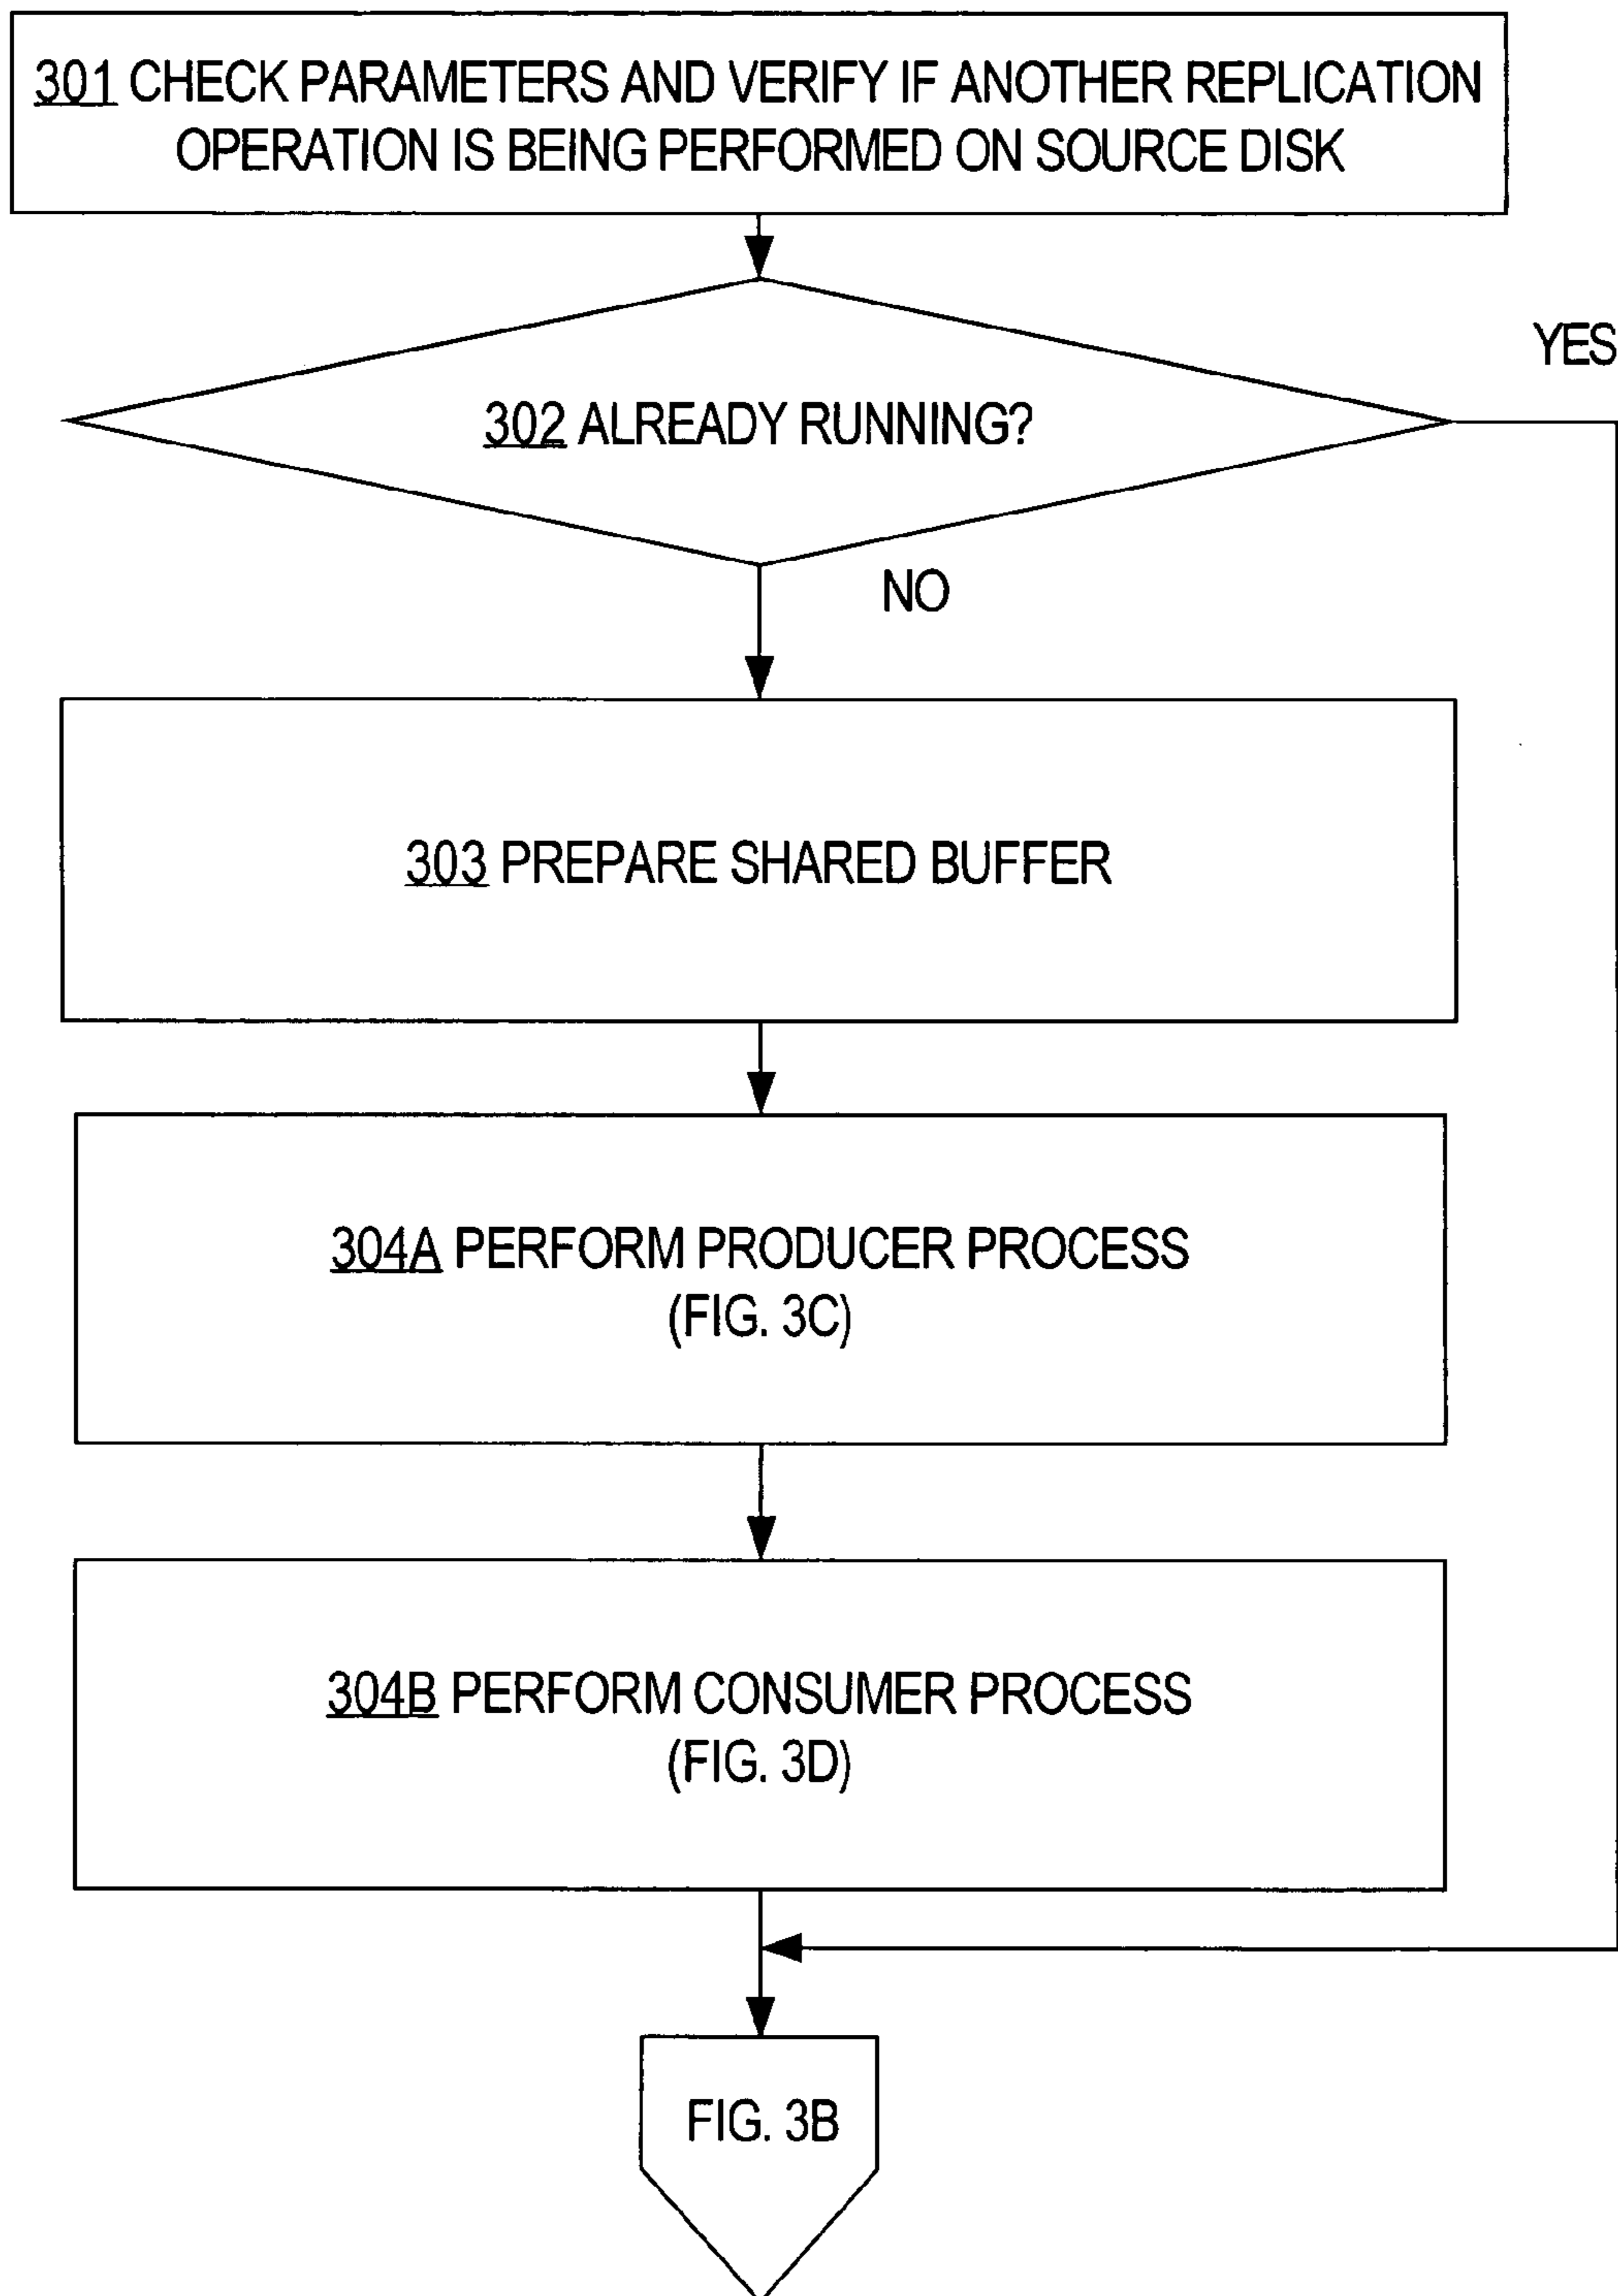 301 CHECK PARAMETERS AND VERIFY IF ANOTHER REPLICATION
OPERATION IS BEING PERFORMED ON SOURCE DISK
YES
302 ALREADY RUNNING?
NO
303 PREPARE SHARED BUFFER
304A PERFORM PRODUCER PROCESS
(FIG. 3C)
304B PERFORM CONSUMER PROCESS
(FIG. 3D)
FIG. 3B